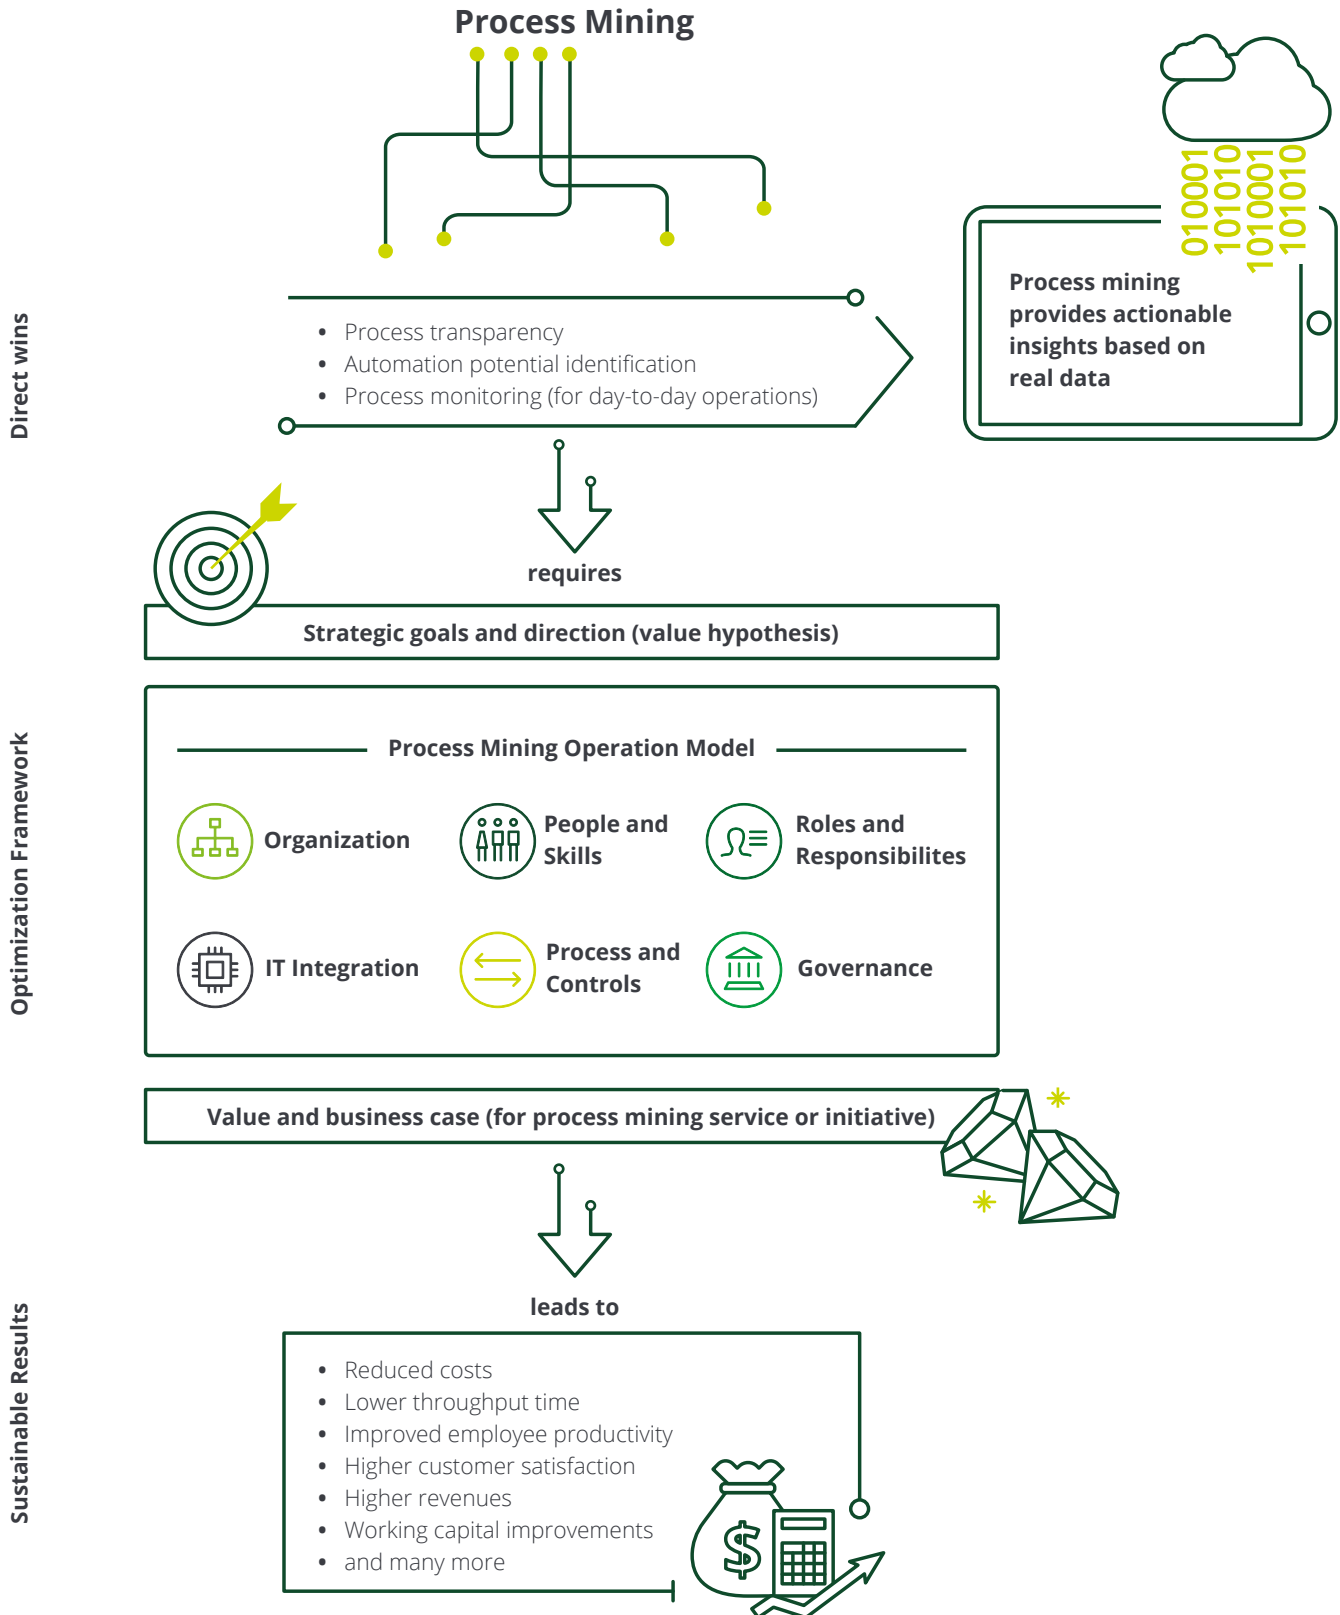 Process Mining
010001
101010
1010001
101010
Process mining
provides actionable
insights based on
real data
Direct wins
• Process transparency
• Automation potential identification
• Process monitoring (for day-to-day operations)
requires
Strategic goals and direction (value hypothesis)
Optimization Framework
Process Mining Operation Model
Organization
People and
Skills
Roles and
Responsibilites
IT Integration
Process and
Controls
Governance
Value and business case (for process mining service or initiative)
leads to
Sustainable Results
• Reduced costs
• Lower throughput time
• Improved employee productivity
• Higher customer satisfaction
• Higher revenues
• Working capital improvements
• and many more
$